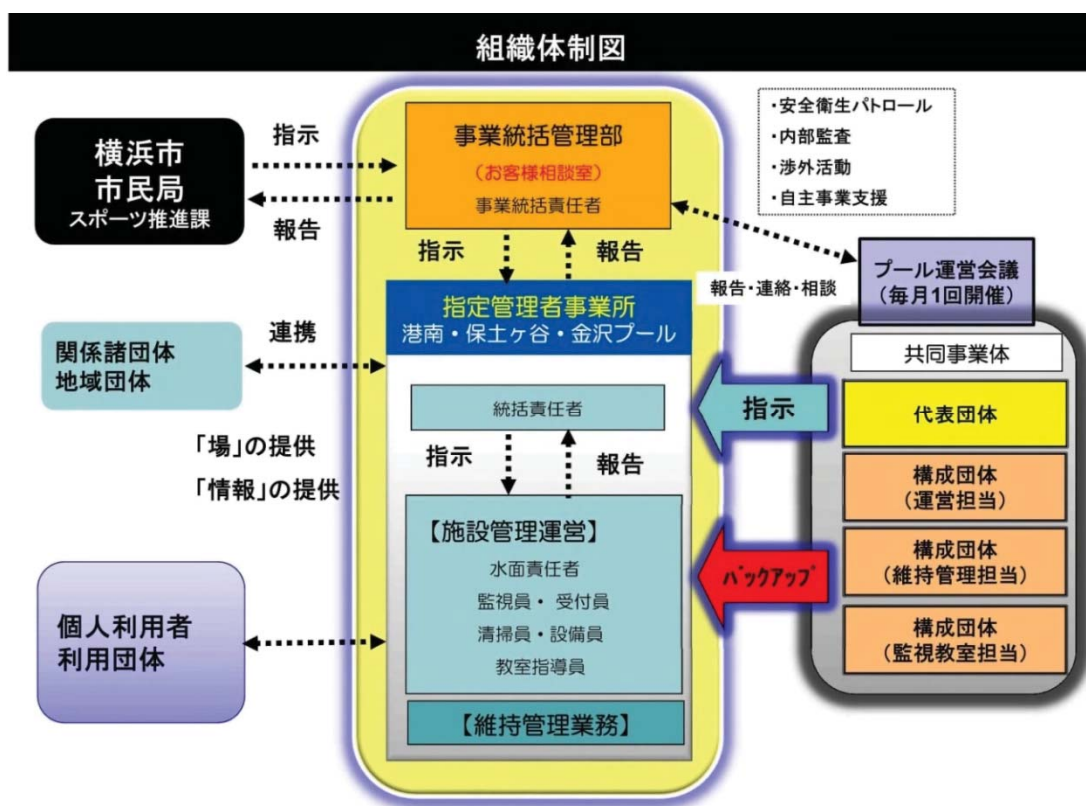 組織体制図
横浜市
市民局
スポーツ推進課
指示
報告
事業統括管理部
(お客様相談室)
事業統括責任者
・安全衛生パトロール
・内部監査
・渉外活動
・自主事業支援
指示
報告
報告・連絡・相談
プール運営会議
(毎月1回開催)
指定管理者事業所
港南・保土ヶ谷・金沢プール
関係諸団体
地域団体
連携
共同事業体
統括責任者
指示
代表団体
指示
報告
「場」の提供
「情報」の提供
構成団体
(運営担当)
【施設管理運営】
水面責任者
監視員・受付員
清掃員・設備員
教室指導員
バックアップ
構成団体
(維持管理担当)
個人利用者
利用団体
構成団体
(監視教室担当)
【維持管理業務】